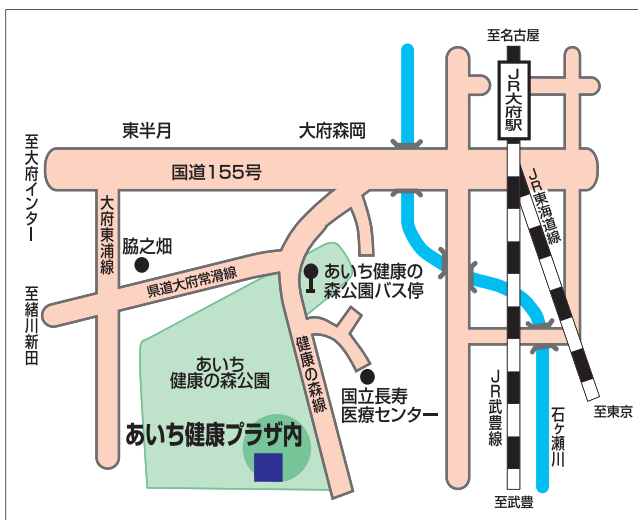 至名古屋
JR大府駅
東半月
大府森岡
至大府インター
国道155号
大府東浦線
JR東海道線
脇之畑
県道大府常滑線
あいち健康の
森公園バス停
至緒川新田
健康の森線
あいち
健康の森公園
国立長寿
医療センター
JR武豊線
石ヶ瀬川
至東京
あいち健康プラザ内
至武豊